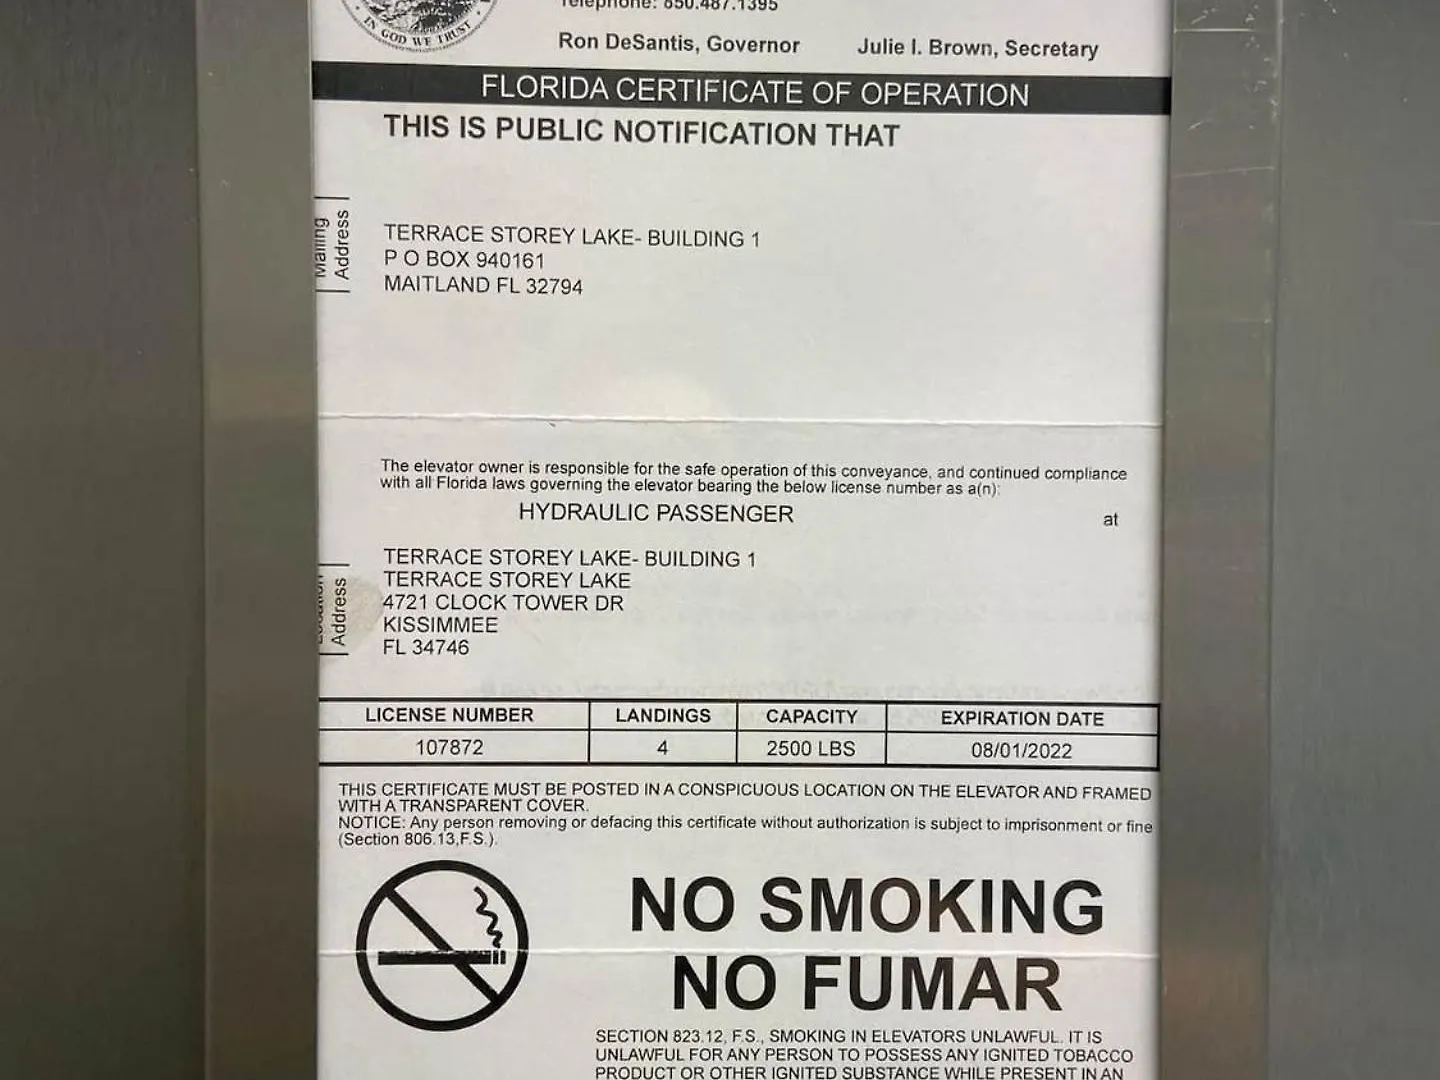 IN GOD WE TRUST
Telephone: 850.487.1395
Ron DeSantis, Governor Julie I. Brown, Secretary
FLORIDA CERTIFICATE OF OPERATION
THIS IS PUBLIC NOTIFICATION THAT
Mailing
Address
TERRACE STOREY LAKE- BUILDING 1
P O BOX 940161
MAITLAND FL 32794
The elevator owner is responsible for the safe operation of this conveyance, and continued compliance
with all Florida laws governing the elevator bearing the below license number as a(n):
HYDRAULIC PASSENGER at
Address
TERRACE STOREY LAKE- BUILDING 1
TERRACE STOREY LAKE
4721 CLOCK TOWER DR
KISSIMMEE
FL 34746
LICENSE NUMBER LANDINGS CAPACITY EXPIRATION DATE
107872 4 2500 LBS 08/01/2022
THIS CERTIFICATE MUST BE POSTED IN A CONSPICUOUS LOCATION ON THE ELEVATOR AND FRAMED
WITH A TRANSPARENT COVER.
NOTICE: Any person removing or defacing this certificate without authorization is subject to imprisonment or fine
(Section 806.13,F.S.).
NO SMOKING
NO FUMAR
SECTION 823.12, F.S., SMOKING IN ELEVATORS UNLAWFUL. IT IS
UNLAWFUL FOR ANY PERSON TO POSSESS ANY IGNITED TOBACCO
PRODUCT OR OTHER IGNITED SUBSTANCE WHILE PRESENT IN AN